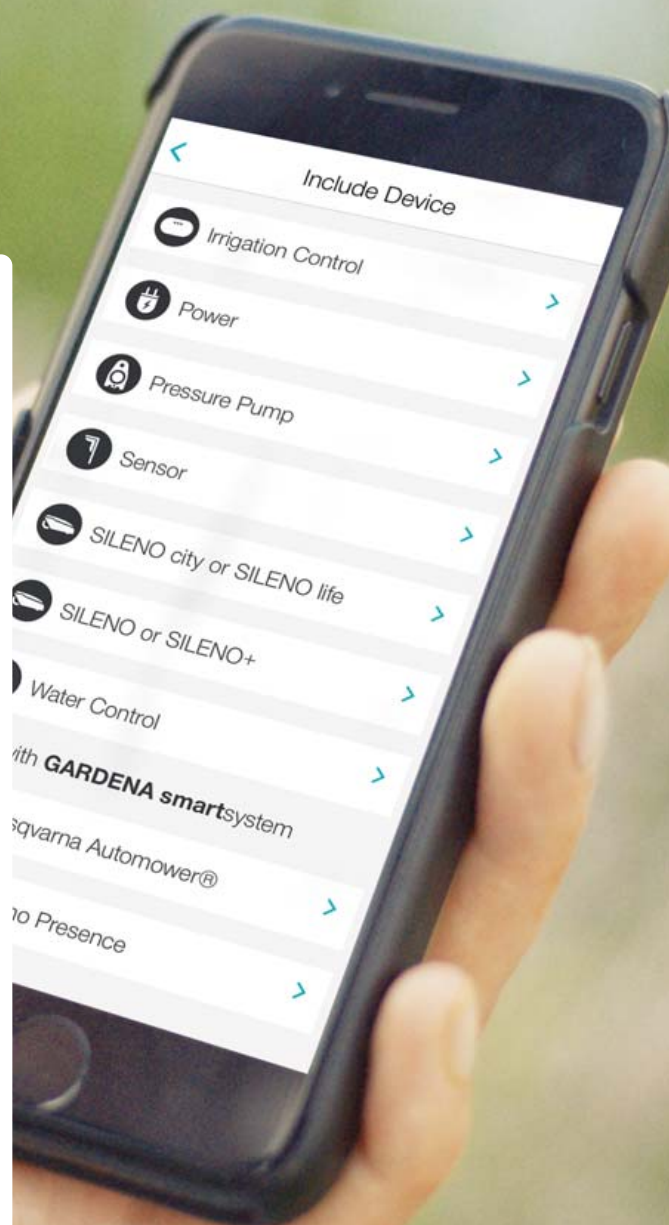 Include Device
Irrigation Control
Power
Pressure Pump
Sensor
SILENO city or SILENO life
SILENO or SILENO+
Water Control
GARDENA smartsystem
Automower®
Presence